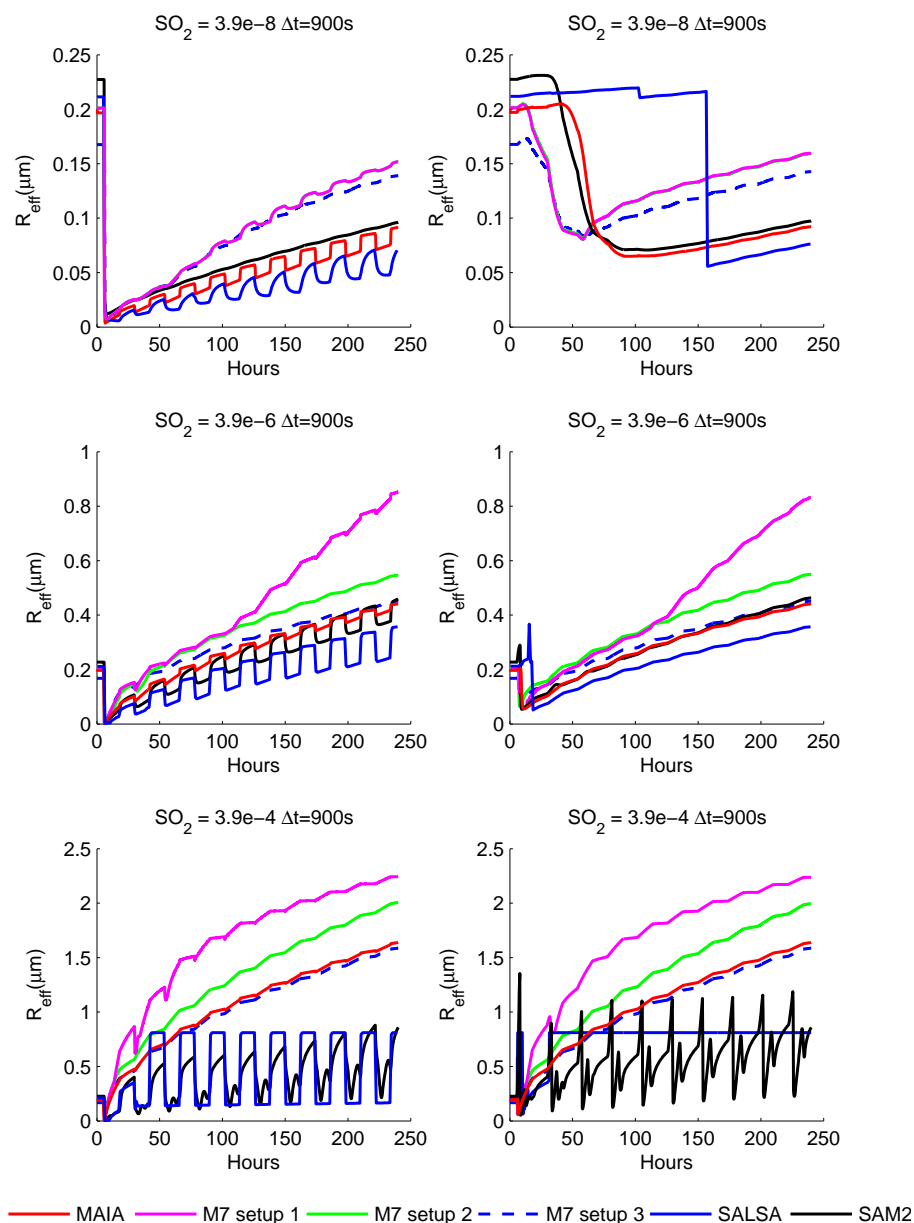 SO2 = 3.9e−8 Δt=900s
SO2 = 3.9e−8 Δt=900s
0.25
0.2
0.15
0.1
0.05
0
Reff(μm)
0 50 100 150 200 250
Hours
0.25
0.2
0.15
0.1
0.05
0
Reff(μm)
0 50 100 150 200 250
Hours
SO2 = 3.9e−6 Δt=900s
SO2 = 3.9e−6 Δt=900s
1
0.8
0.6
0.4
0.2
0
Reff(μm)
0 50 100 150 200 250
Hours
1
0.8
0.6
0.4
0.2
0
Reff(μm)
0 50 100 150 200 250
Hours
SO2 = 3.9e−4 Δt=900s
SO2 = 3.9e−4 Δt=900s
2.5
2
1.5
1
0.5
0
Reff(μm)
0 50 100 150 200 250
Hours
2.5
2
1.5
1
0.5
0
Reff(μm)
0 50 100 150 200 250
Hours
MAIA M7 setup 1 M7 setup 2 M7 setup 3 SALSA SAM2